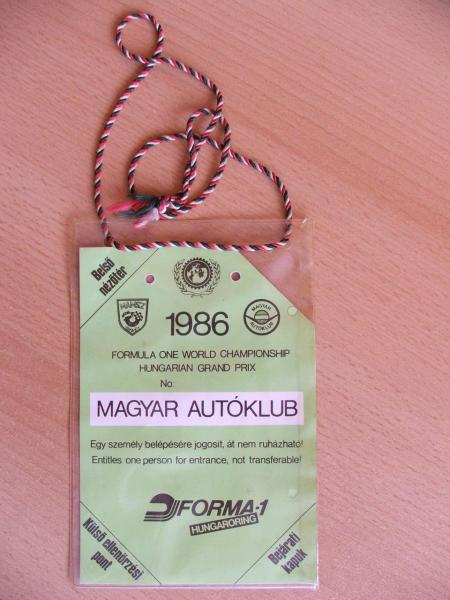 Belső
nézőtér
MAHSZ
MAGYAR
AUTÓKLUB
1986
FORMULA ONE WORLD CHAMPIONSHIP
HUNGARIAN GRAND PRIX
No:
MAGYAR AUTÓKLUB
Egy személy belépésére jogosit, át nem ruházható!
Entitles one person for entrance, not transferable!
FORMA-1
HUNGARORING
Külső ellenőrzési
pont
Bejárati
kapuk